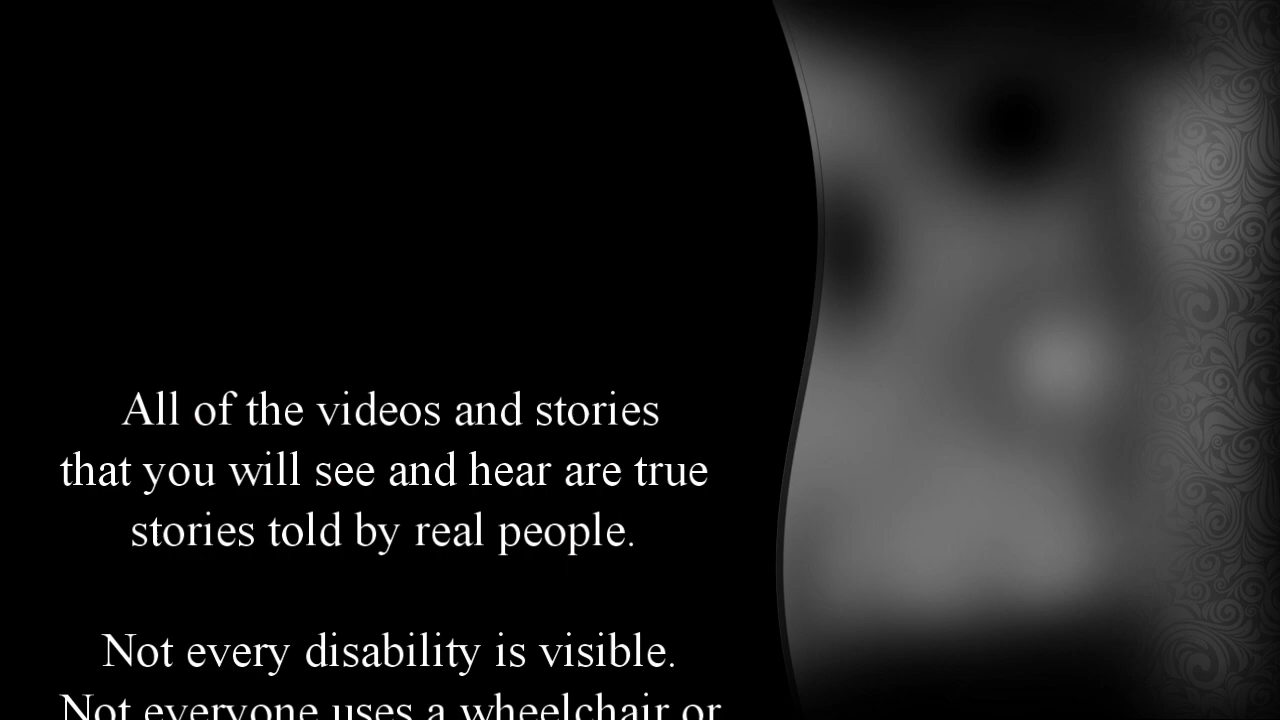 All of the videos and stories
that you will see and hear are true
stories told by real people.
Not every disability is visible.
Not everyone uses a wheelchair or